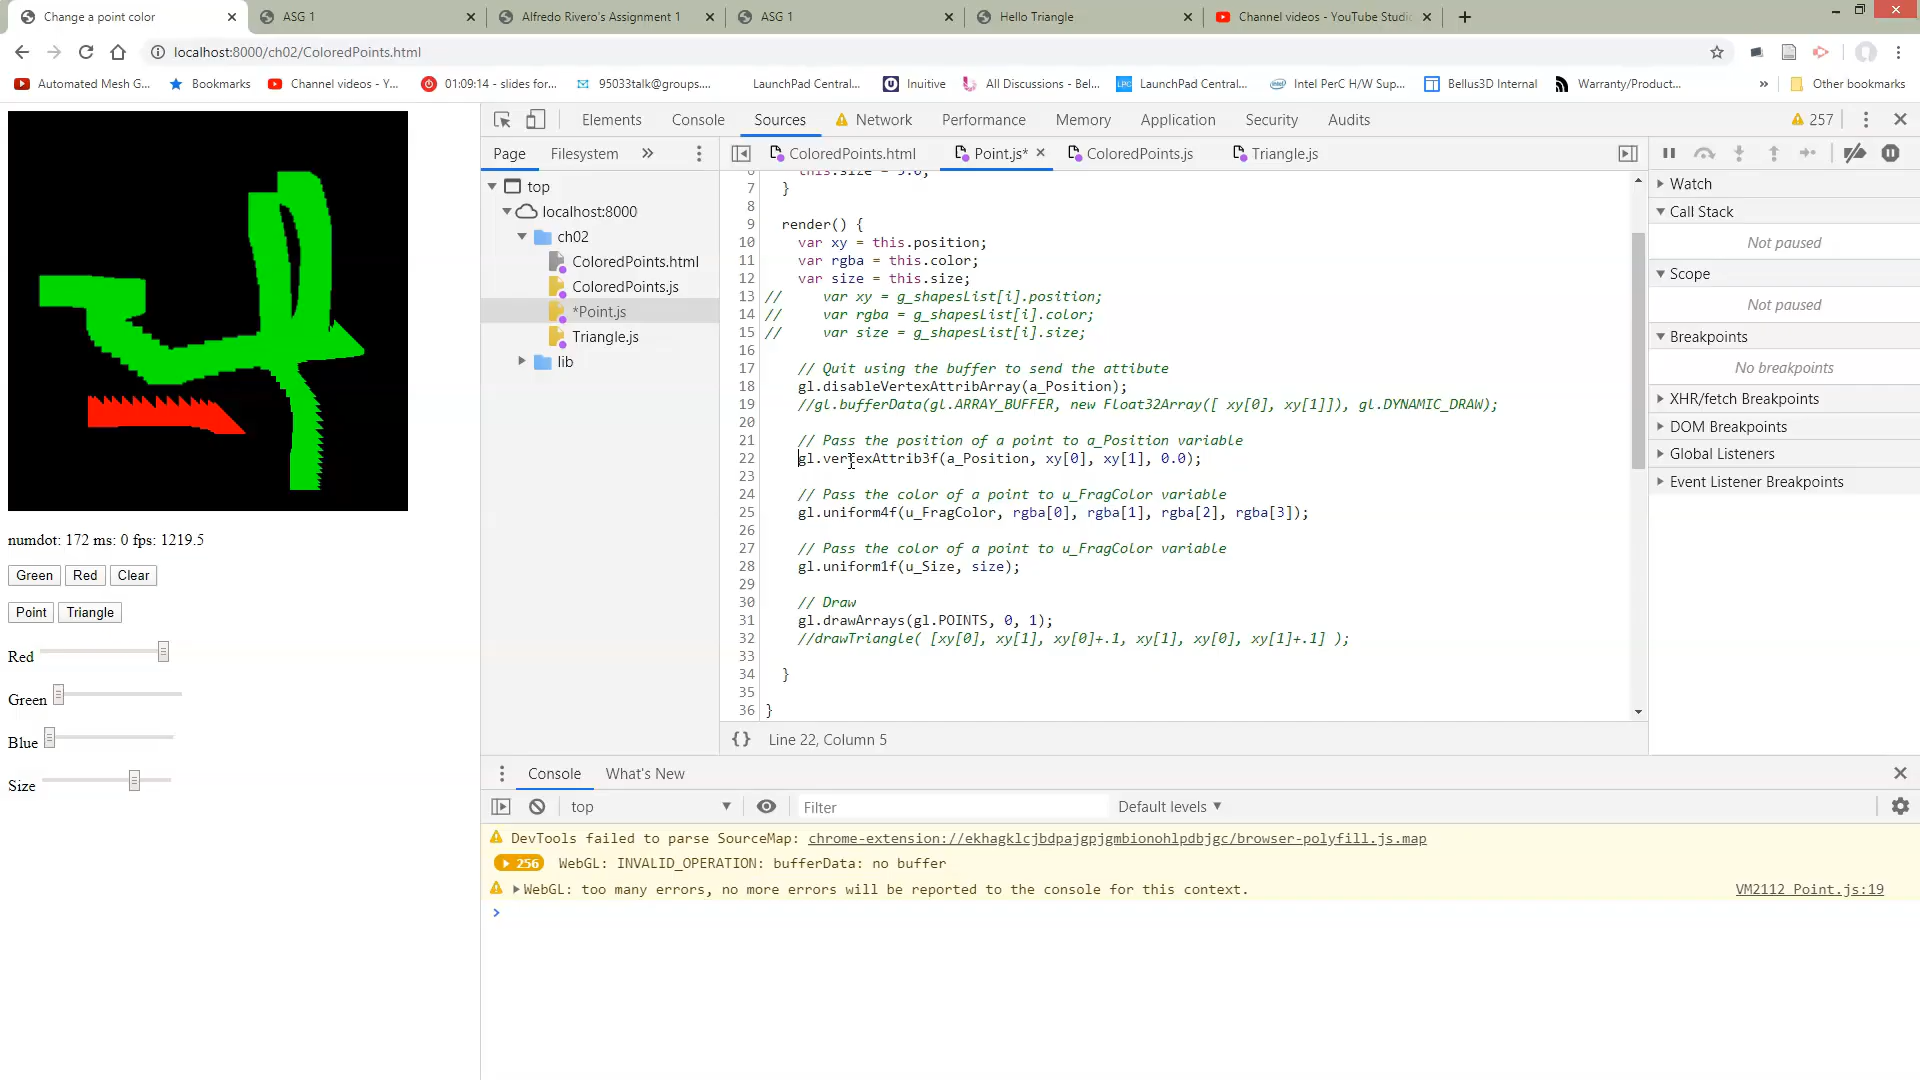 Change a point color
ASG 1
Alfredo Rivero's Assignment 1
ASG 1
Hello Triangle
Channel videos - YouTube Studio
localhost:8000/ch02/ColoredPoints.html
Automated Mesh G...
Bookmarks
Channel videos - Y...
01:09:14 - slides for...
95033talk@groups....
LaunchPad Central...
Inuitive
All Discussions - Bel...
LPC
LaunchPad Central...
Intel PerC H/W Sup...
Bellus3D Internal
Warranty/Product...
»
Other bookmarks
Elements Console Sources Network Performance Memory Application Security Audits 257
Page Filesystem »
ColoredPoints.html Point.js* ColoredPoints.js Triangle.js
top
localhost:8000
ch02
ColoredPoints.html
ColoredPoints.js
*Point.js
Triangle.js
lib
7 }
8
9 render() {
10 var xy = this.position;
11 var rgba = this.color;
12 var size = this.size;
13 // var xy = g_shapesList[i].position;
14 // var rgba = g_shapesList[i].color;
15 // var size = g_shapesList[i].size;
16
17 // Quit using the buffer to send the attibute
18 gl.disableVertexAttribArray(a_Position);
19 //gl.bufferData(gl.ARRAY_BUFFER, new Float32Array([ xy[0], xy[1]]), gl.DYNAMIC_DRAW);
20
21 // Pass the position of a point to a_Position variable
22 gl.vertexAttrib3f(a_Position, xy[0], xy[1], 0.0);
23
24 // Pass the color of a point to u_FragColor variable
25 gl.uniform4f(u_FragColor, rgba[0], rgba[1], rgba[2], rgba[3]);
26
27 // Pass the color of a point to u_FragColor variable
28 gl.uniform1f(u_Size, size);
29
30 // Draw
31 gl.drawArrays(gl.POINTS, 0, 1);
32 //drawTriangle( [xy[0], xy[1], xy[0]+.1, xy[1], xy[0], xy[1]+.1] );
33
34 }
35
36 }
{} Line 22, Column 5
Watch
Call Stack
Not paused
Scope
Not paused
Breakpoints
No breakpoints
XHR/fetch Breakpoints
DOM Breakpoints
Global Listeners
Event Listener Breakpoints
numdot: 172 ms: 0 fps: 1219.5
Green Red Clear
Point Triangle
Red
Green
Blue
Size
Console What's New
top Filter Default levels
DevTools failed to parse SourceMap: chrome-extension://ekhagklcjbdpajgpjgmbionohlpdbjgc/browser-polyfill.js.map
256 WebGL: INVALID_OPERATION: bufferData: no buffer
WebGL: too many errors, no more errors will be reported to the console for this context. VM2112 Point.js:19